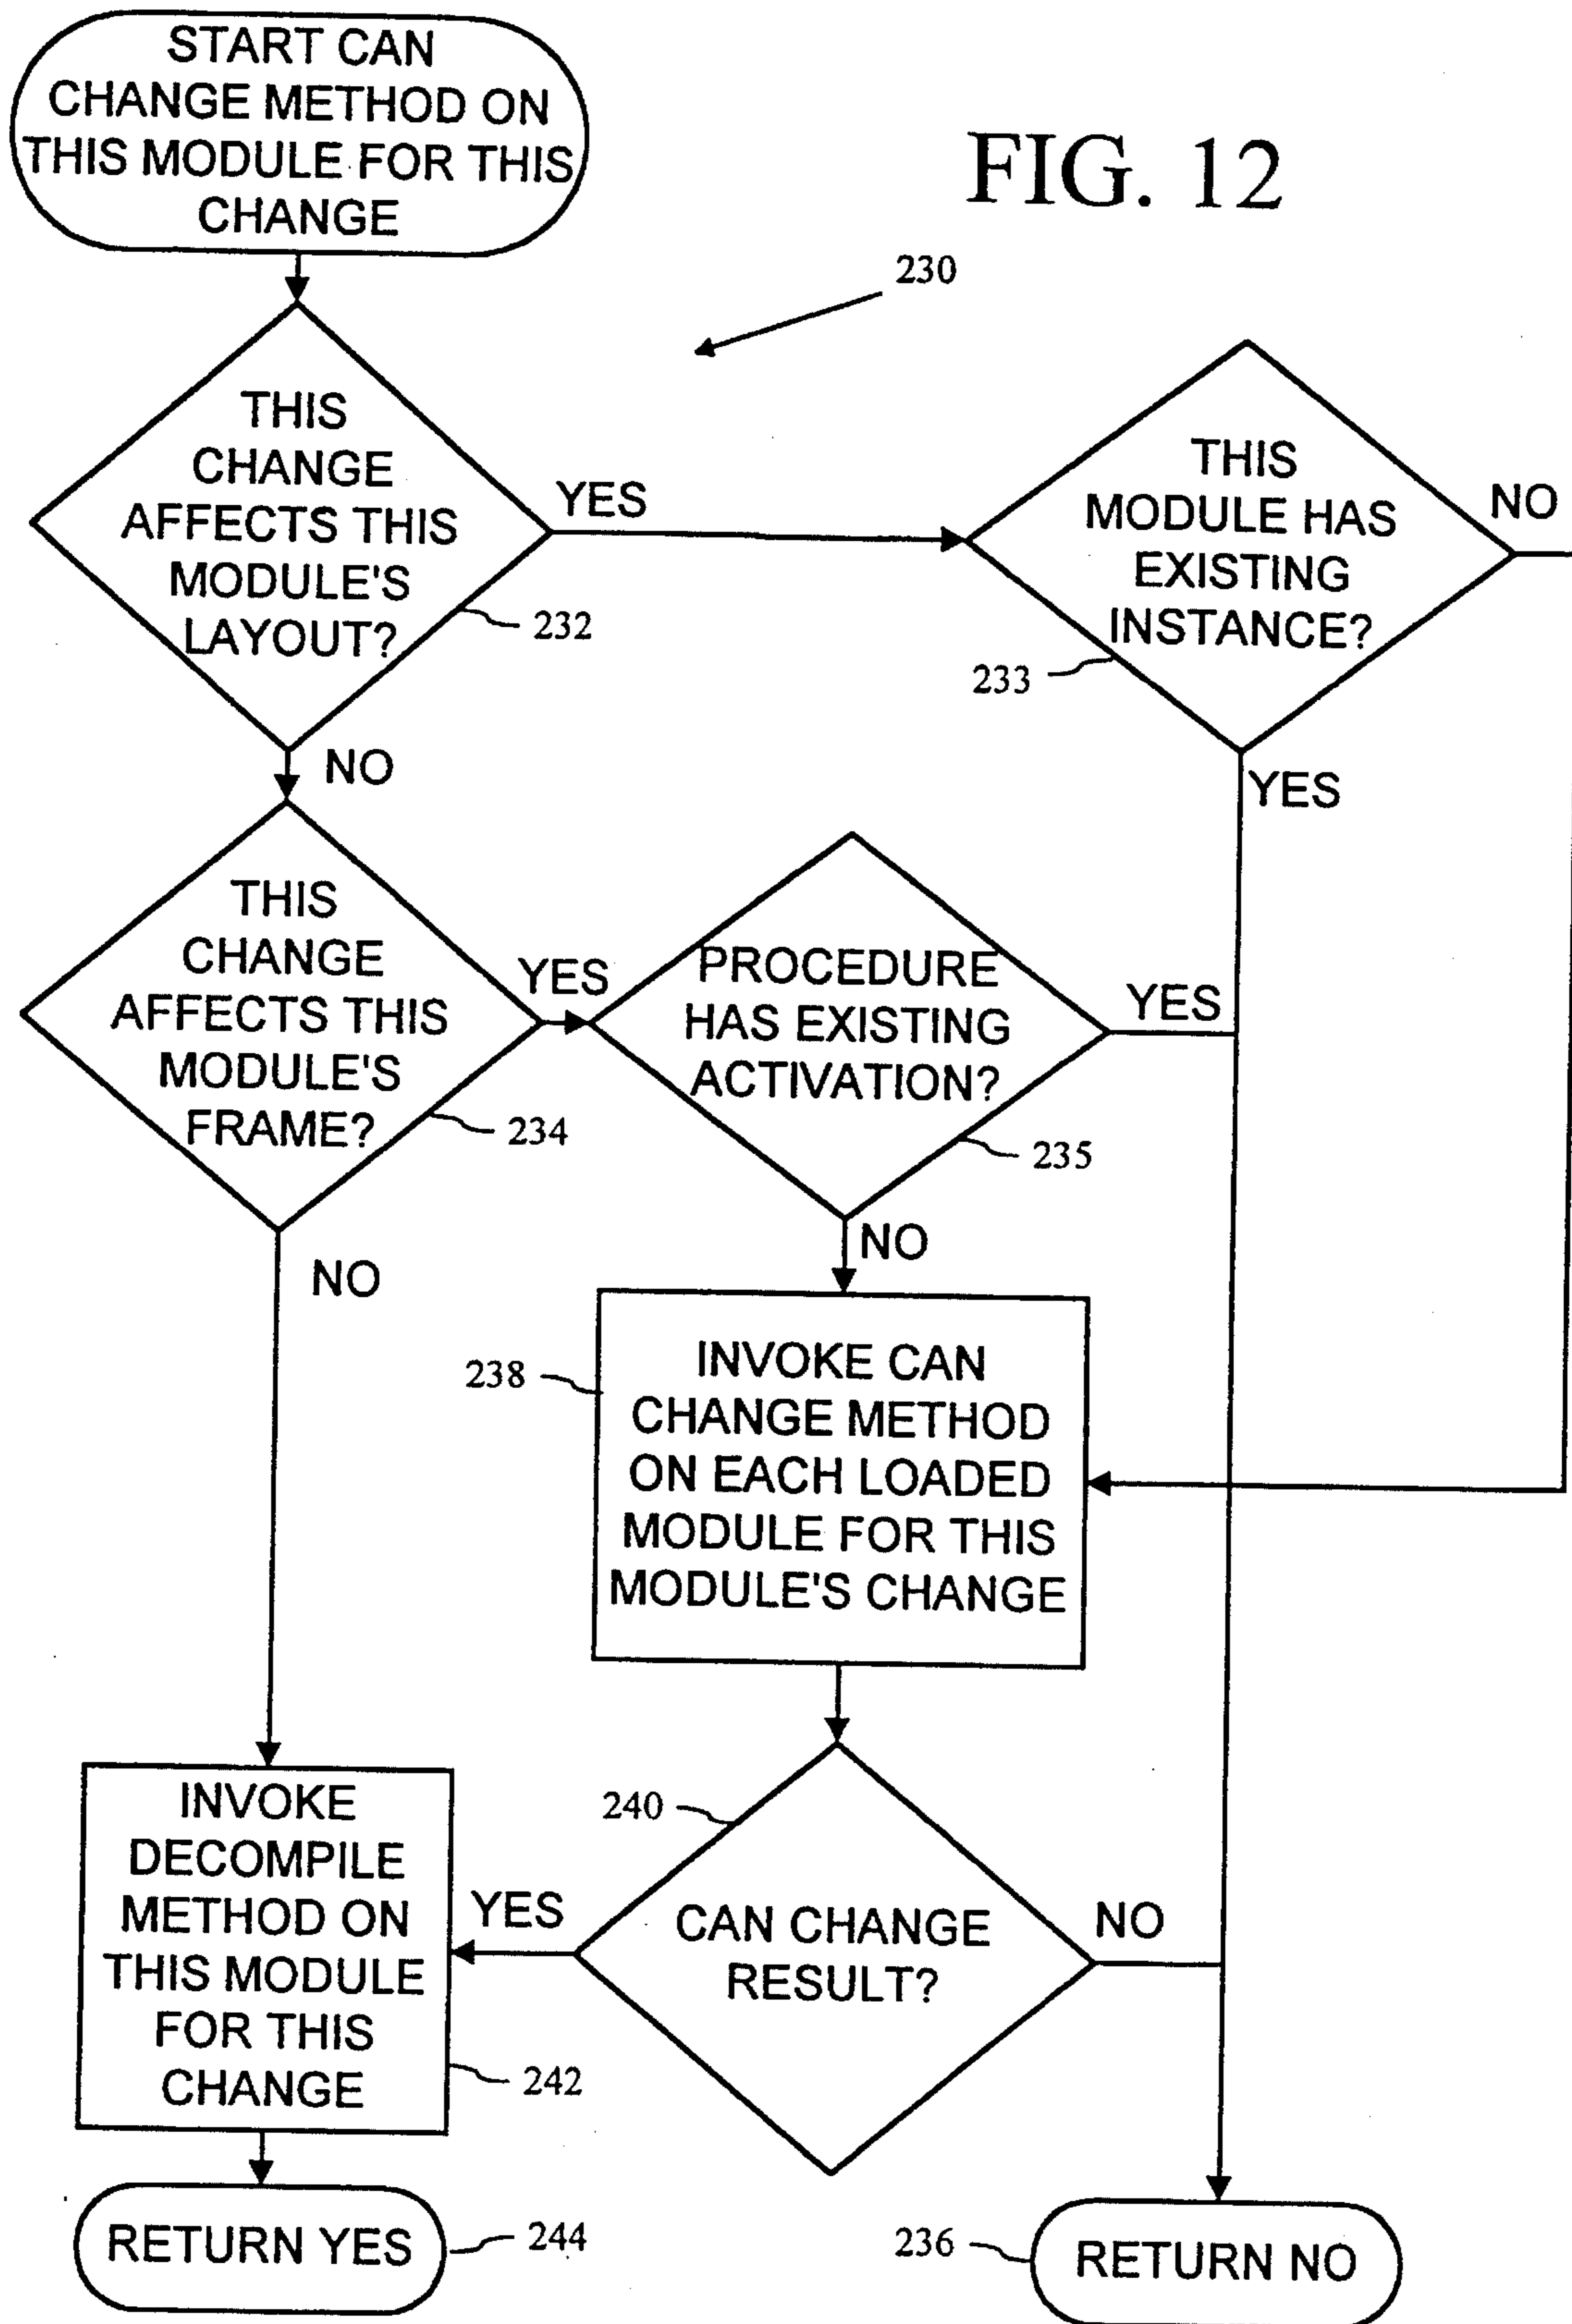 START CAN
CHANGE METHOD ON
THIS MODULE FOR THIS
CHANGE
FIG. 12
230
THIS
CHANGE
AFFECTS THIS
MODULE'S
LAYOUT?
232
YES
THIS
MODULE HAS
EXISTING
INSTANCE?
233
NO
YES
NO
THIS
CHANGE
AFFECTS THIS
MODULE'S
FRAME?
234
YES
PROCEDURE
HAS EXISTING
ACTIVATION?
235
YES
NO
NO
238
INVOKE CAN
CHANGE METHOD
ON EACH LOADED
MODULE FOR THIS
MODULE'S CHANGE
240
CAN CHANGE
RESULT?
YES
NO
INVOKE
DECOMPILE
METHOD ON
THIS MODULE
FOR THIS
CHANGE
242
RETURN YES
244
236
RETURN NO